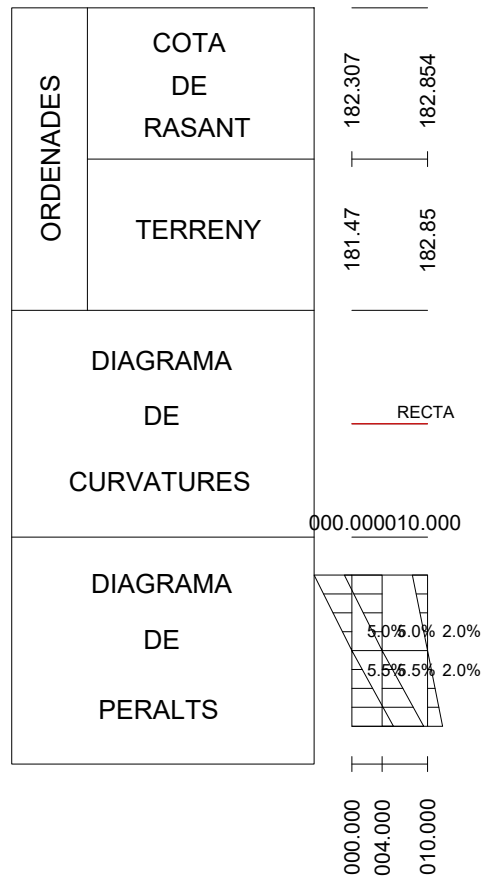 ORDENADES
COTA
DE
RASANT
182.307
182.854
TERRENY
181.47
182.85
DIAGRAMA
DE
CURVATURES
RECTA
000.000
010.000
DIAGRAMA
DE
PERALTS
5.0%
5.0%
2.0%
5.5%
5.5%
2.0%
000.000
004.000
010.000